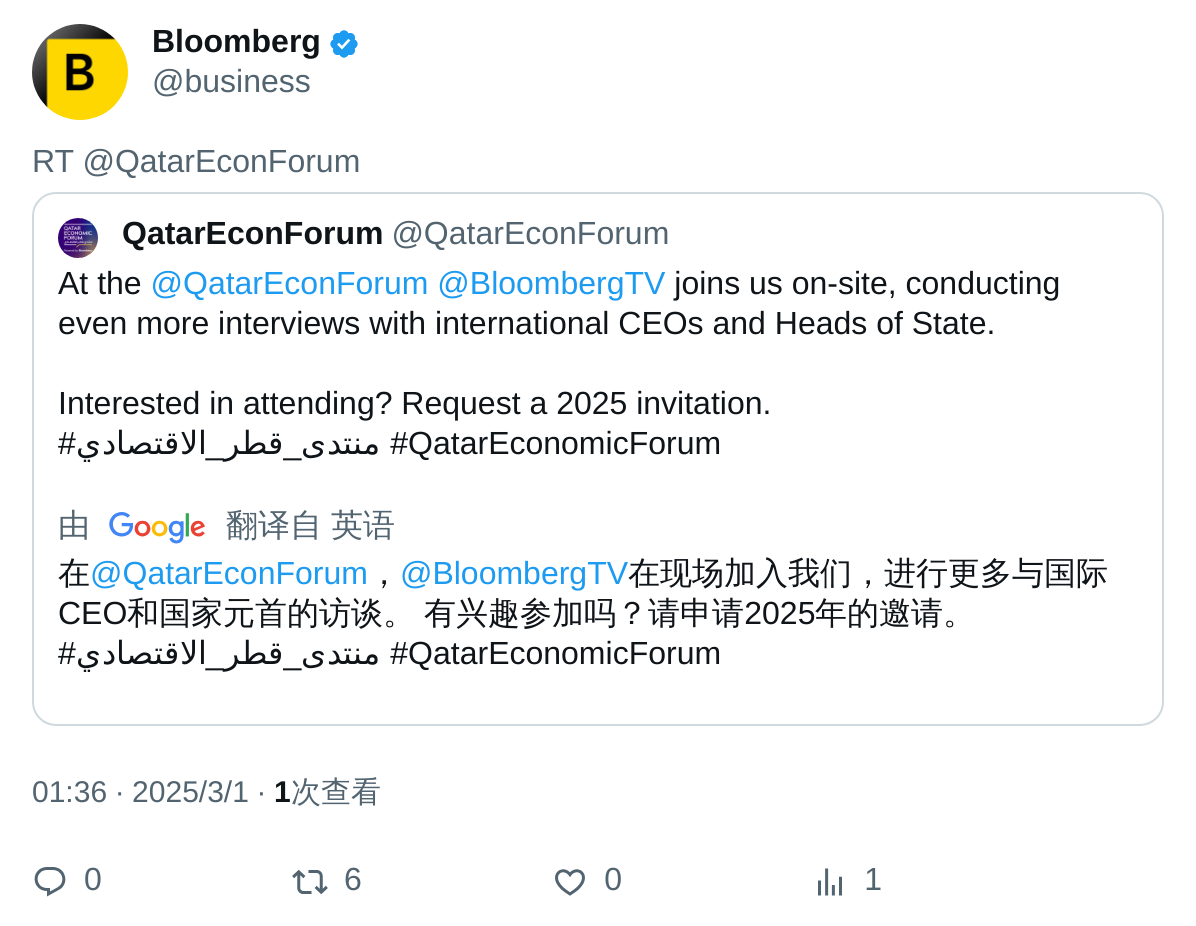 B
Bloomberg
@business
RT @QatarEconForum
QATAR
ECONOMIC
FORUM
QatarEconForum @QatarEconForum
At the @QatarEconForum @BloombergTV joins us on-site, conducting
even more interviews with international CEOs and Heads of State.
Interested in attending? Request a 2025 invitation.
#منتدى_قطر_الاقتصادي #QatarEconomicForum
由 Google 翻译自 英语
在@QatarEconForum，@BloombergTV在现场加入我们，进行更多与国际
CEO和国家元首的访谈。 有兴趣参加吗？请申请2025年的邀请。
#منتدى_قطر_الاقتصادي #QatarEconomicForum
01:36 · 2025/3/1 · 1次查看
0 6 0 1